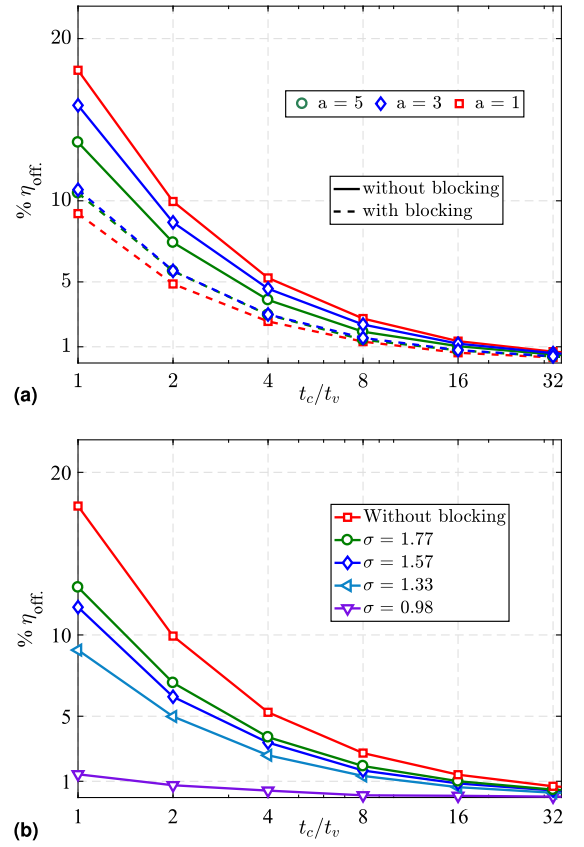 20
a = 5 a = 3 a = 1
without blocking
with blocking
% η_off.
10
5
1
1 2 4 8 16 32
(a)
t_c/t_v
20
Without blocking
σ = 1.77
σ = 1.57
σ = 1.33
σ = 0.98
% η_off.
10
5
1
1 2 4 8 16 32
(b)
t_c/t_v